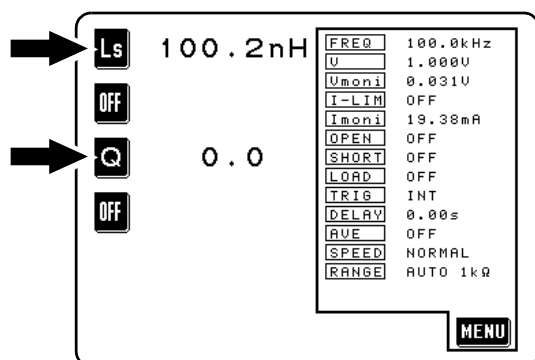 Ls 100.2nH
OFF
Q 0.0
OFF
FREQ 100.0kHz
V 1.000V
Vmoni 0.031V
I-LIM OFF
Imoni 19.38mA
OPEN OFF
SHORT OFF
LOAD OFF
TRIG INT
DELAY 0.00s
AVE OFF
SPEED NORMAL
RANGE AUTO 1kΩ
MENU